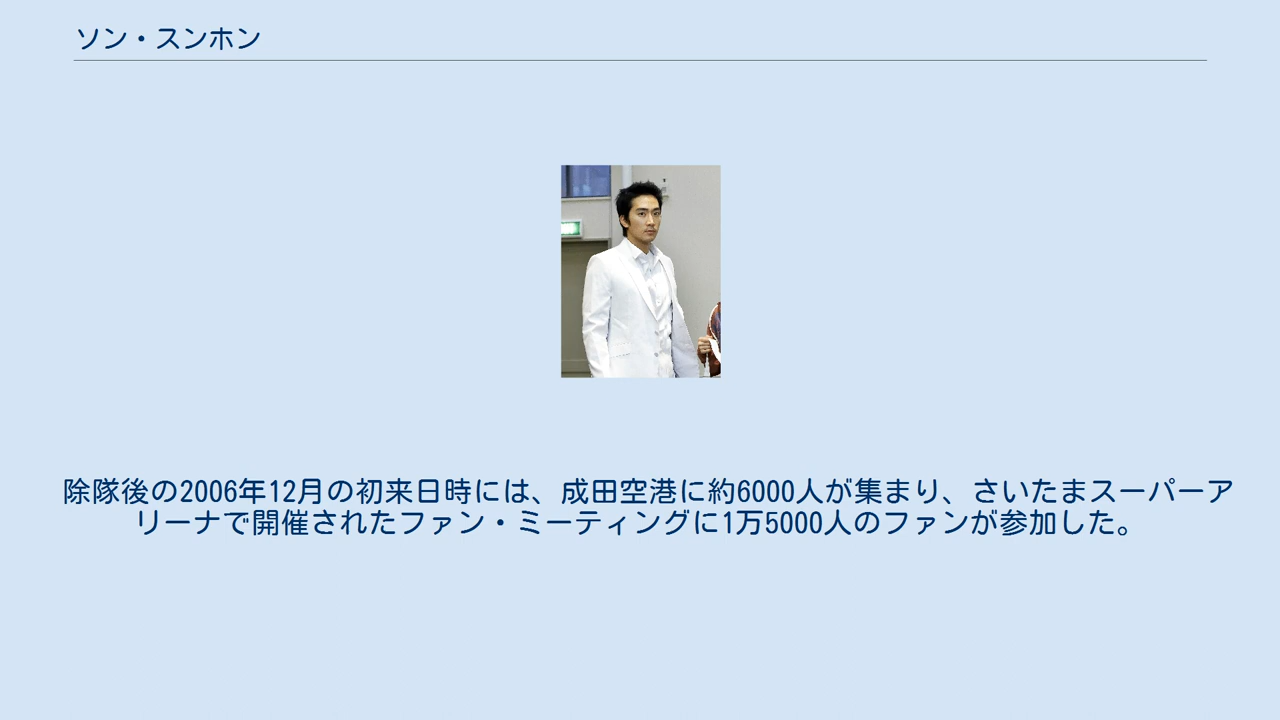 ソン・スンホン
除隊後の2006年12月の初来日時には、成田空港に約6000人が集まり、さいたまスーパーア
リーナで開催されたファン・ミーティングに1万5000人のファンが参加した。